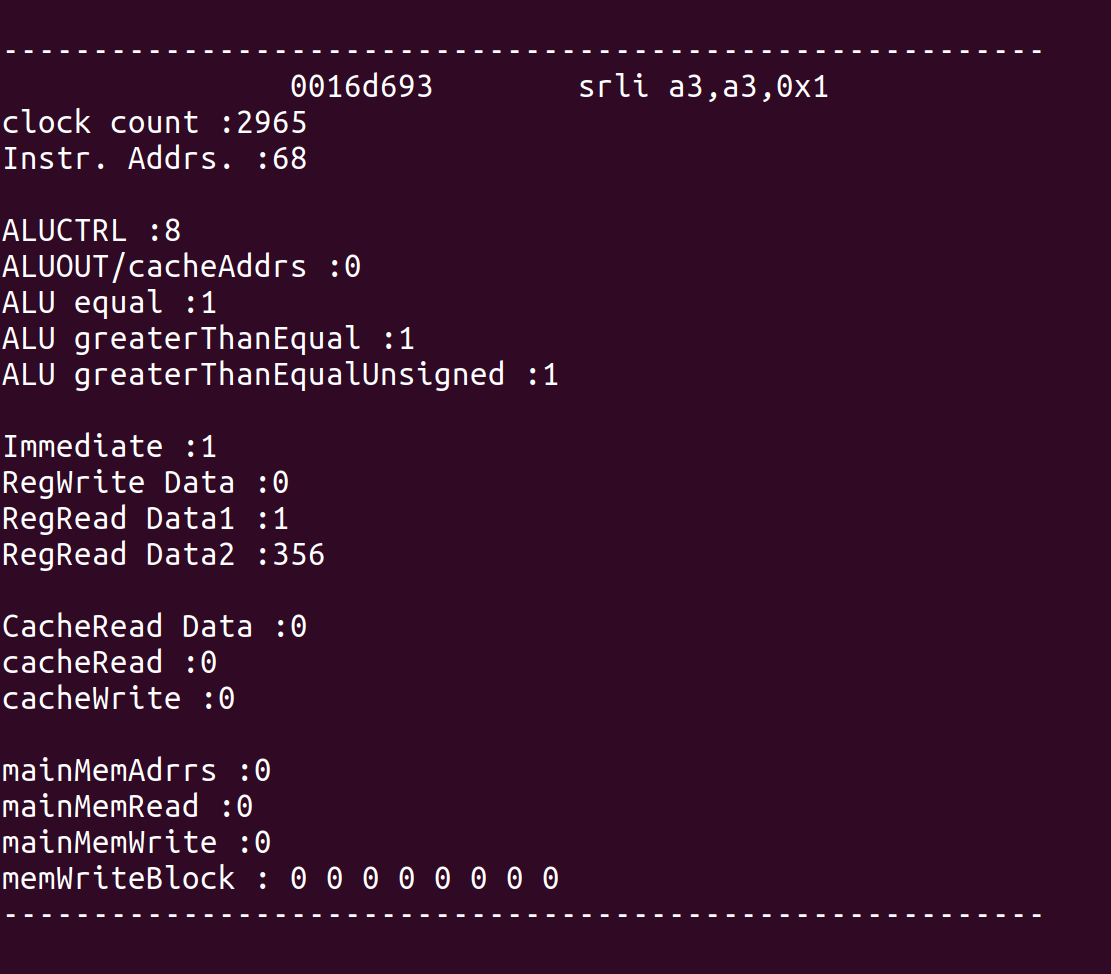 ----------------------------------------------------------
0016d693 srli a3,a3,0x1
clock count :2965
Instr. Addrs. :68
ALUCTRL :8
ALUOUT/cacheAddrs :0
ALU equal :1
ALU greaterThanEqual :1
ALU greaterThanEqualUnsigned :1
Immediate :1
RegWrite Data :0
RegRead Data1 :1
RegRead Data2 :356
CacheRead Data :0
cacheRead :0
cacheWrite :0
mainMemAdrrs :0
mainMemRead :0
mainMemWrite :0
memWriteBlock : 0 0 0 0 0 0 0 0
----------------------------------------------------------